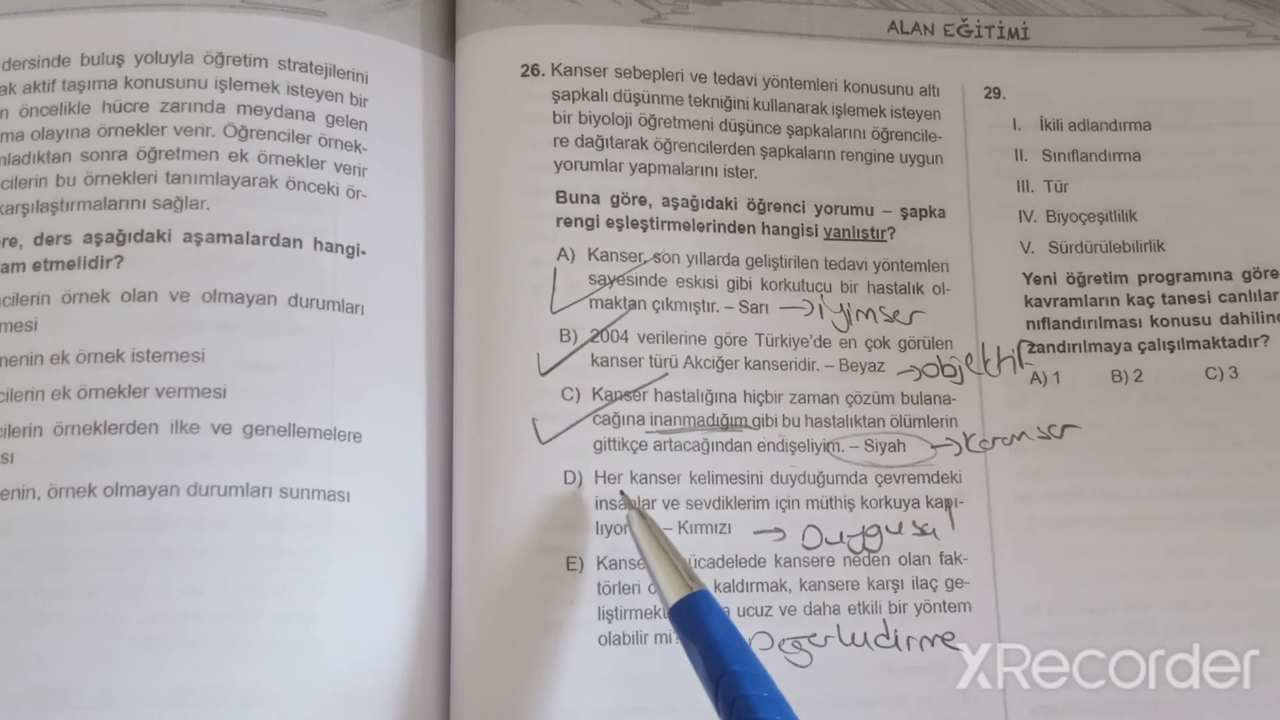 ALAN EĞİTİMİ
dersinde buluş yoluyla öğretim stratejilerini
ak aktif taşıma konusunu işlemek isteyen bir
n öncelikle hücre zarında meydana gelen
ma olayına örnekler verir. Öğrenciler örnek-
mladıktan sonra öğretmen ek örnekler verir
cilerin bu örnekleri tanımlayarak önceki ör-
karşılaştırmalarını sağlar.
re, ders aşağıdaki aşamalardan hangi-
am etmelidir?
cilerin örnek olan ve olmayan durumları
mesi
menin ek örnek istemesi
cilerin ek örnekler vermesi
cilerin örneklerden ilke ve genellemelere
sı
enin, örnek olmayan durumları sunması
26. Kanser sebepleri ve tedavi yöntemleri konusunu altı
şapkalı düşünme tekniğini kullanarak işlemek isteyen
bir biyoloji öğretmeni düşünce şapkalarını öğrencile-
re dağıtarak öğrencilerden şapkaların rengine uygun
yorumlar yapmalarını ister.
Buna göre, aşağıdaki öğrenci yorumu – şapka
rengi eşleştirmelerinden hangisi yanlıştır?
A) Kanser, son yıllarda geliştirilen tedavi yöntemleri
sayesinde eskisi gibi korkutucu bir hastalık ol-
maktan çıkmıştır. – Sarı → iyimser
B) 2004 verilerine göre Türkiye'de en çok görülen
kanser türü Akciğer kanseridir. – Beyaz → objektif
C) Kanser hastalığına hiçbir zaman çözüm bulana-
cağına inanmadığım gibi bu hastalıktan ölümlerin
gittikçe artacağından endişeliyim. – Siyah →
D) Her kanser kelimesini duyduğumda çevremdeki
insanlar ve sevdiklerim için müthiş korkuya kapı-
lıyor – Kırmızı → Duygusal
E) Kanse ücadelede kansere neden olan fak-
törleri o kaldırmak, kansere karşı ilaç ge-
liştirmekt ucuz ve daha etkili bir yöntem
olabilir mi Değerlendirme
29.
I. İkili adlandırma
II. Sınıflandırma
III. Tür
IV. Biyoçeşitlilik
V. Sürdürülebilirlik
Yeni öğretim programına göre
kavramların kaç tanesi canlılar
nıflandırılması konusu dahilind
zandırılmaya çalışılmaktadır?
A) 1 B) 2 C) 3
XRecorder